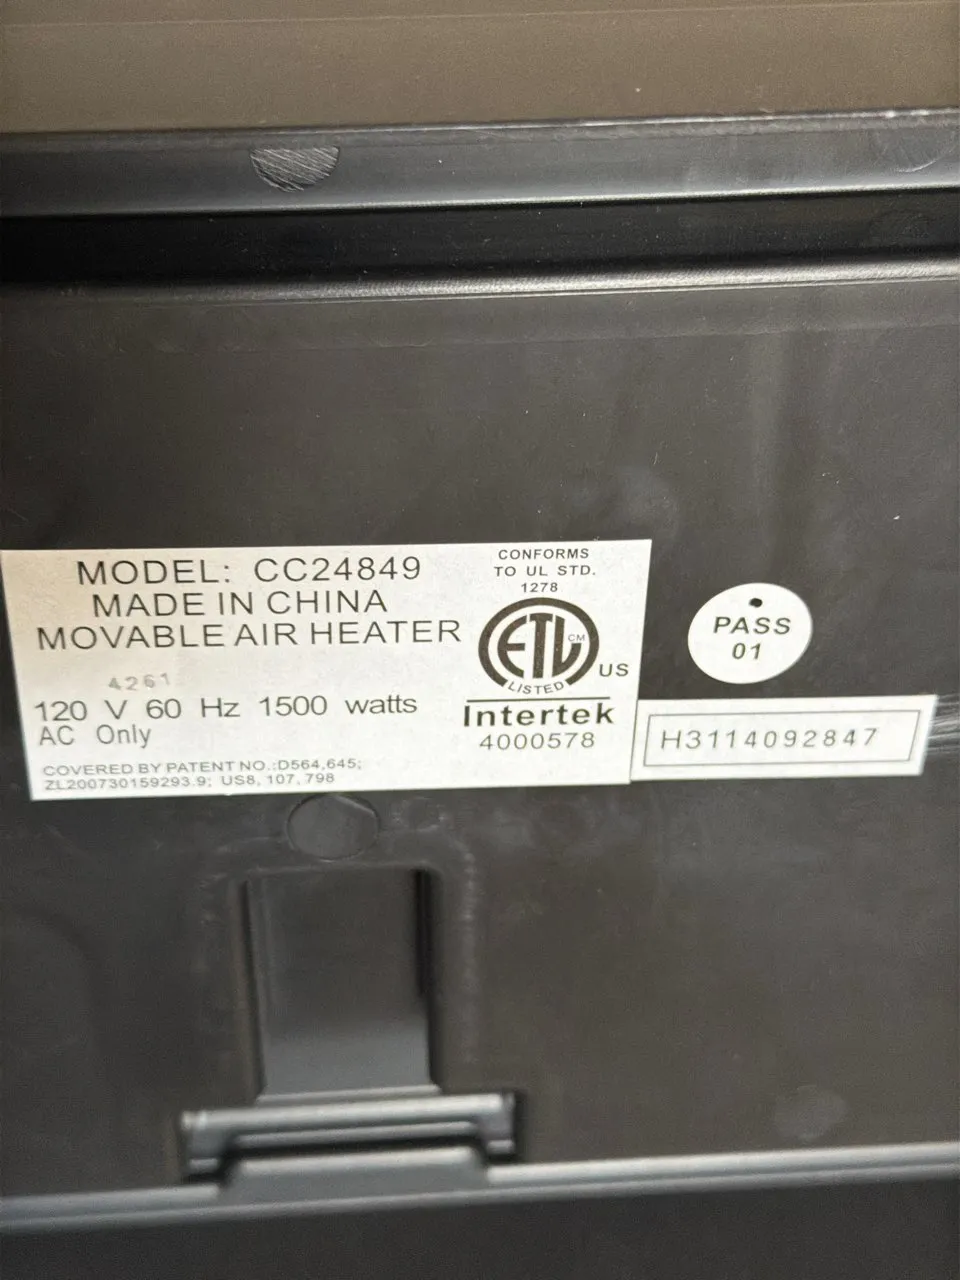 MODEL: CC24849
MADE IN CHINA
MOVABLE AIR HEATER
4261
120 V 60 Hz 1500 watts
AC Only
COVERED BY PATENT NO.:D564,645;
ZL200730159293.9; US8, 107, 798
CONFORMS
TO UL STD.
1278
ETL CM
LISTED
US
Intertek
4000578
PASS
01
H3114092847